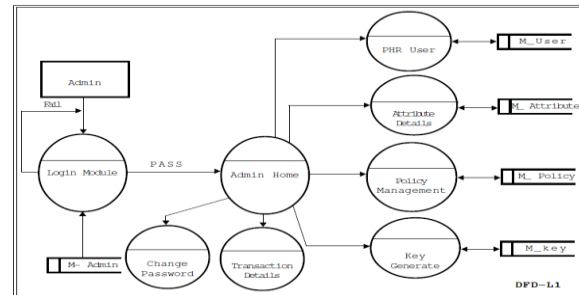 PHR User
M_User
Admin
Fail
Attribute
Details
M_ Attribute
Login Module
PASS
Admin Home
Policy
Management
M_ Policy
M- Admin
Change
Password
Transaction
Details
Key
Generate
M_key
DFD-L1